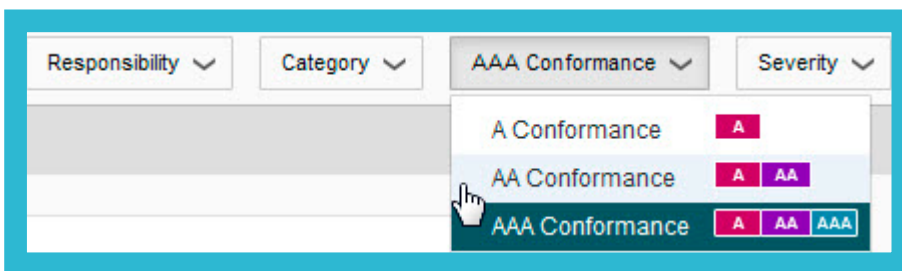 Responsibility Category AAA Conformance Severity
A Conformance A
AA Conformance A AA
AAA Conformance A AA AAA